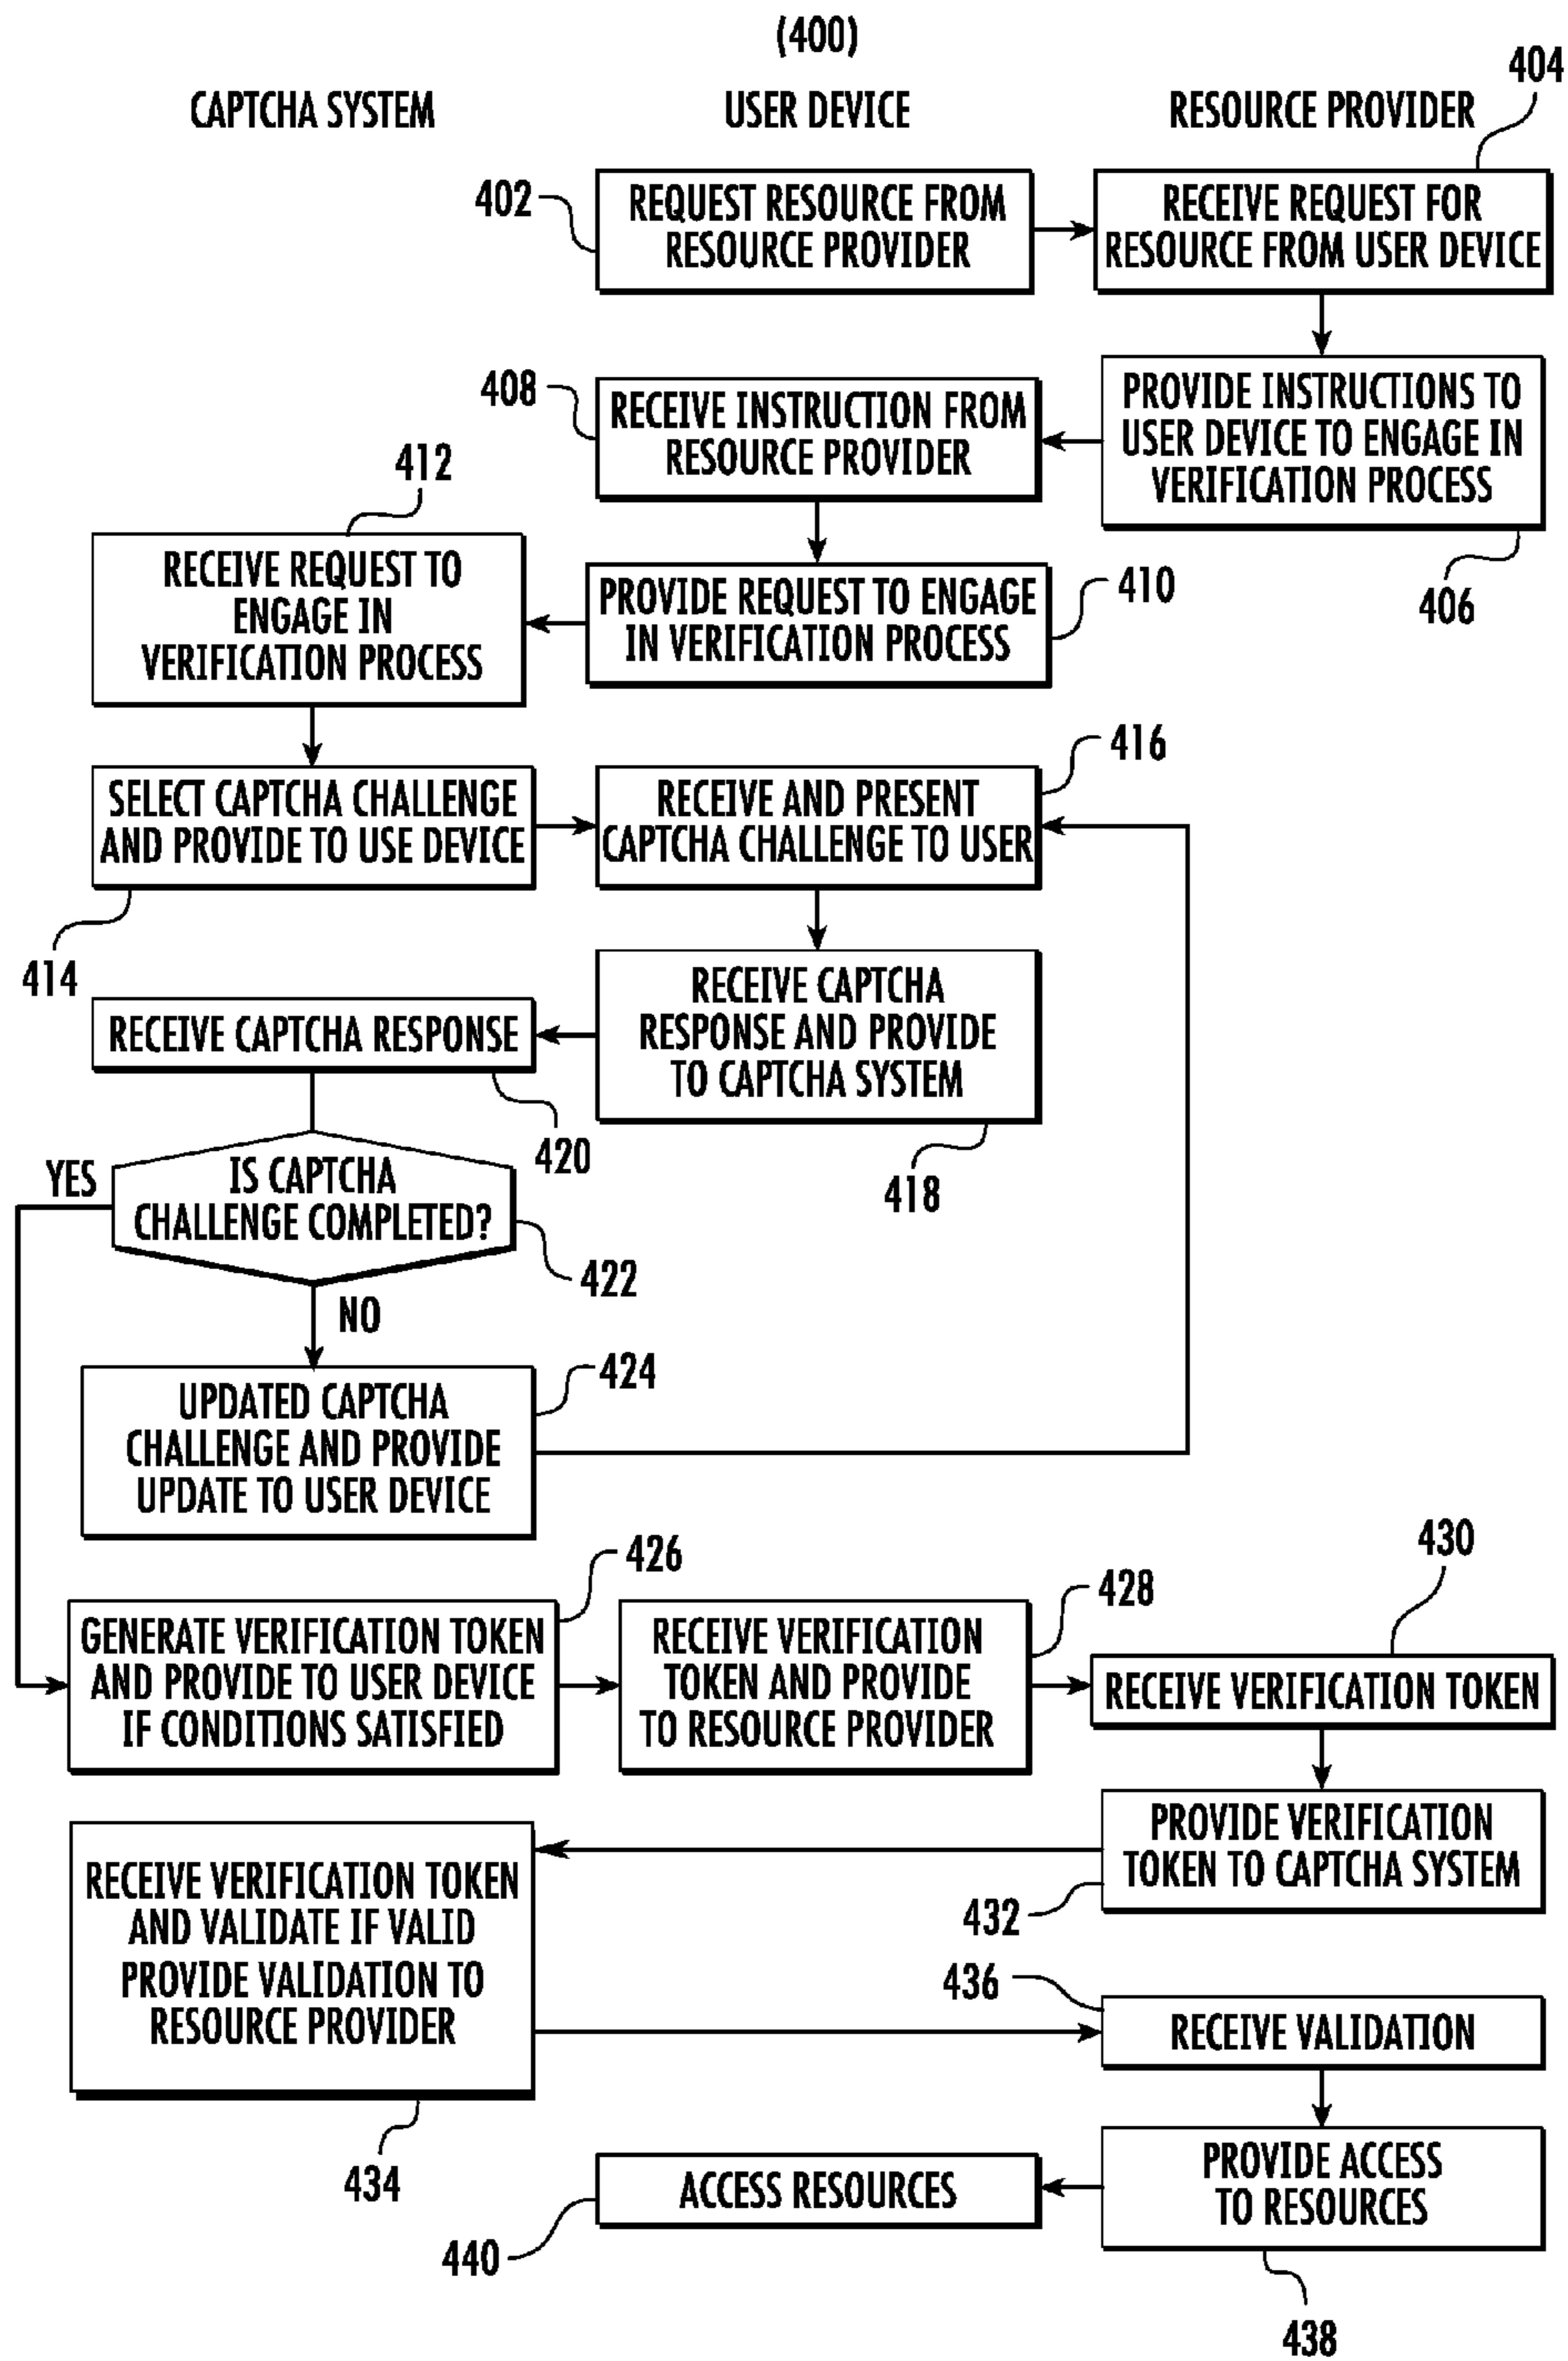 (400)
CAPTCHA SYSTEM
USER DEVICE
RESOURCE PROVIDER
404
402
REQUEST RESOURCE FROM
RESOURCE PROVIDER
RECEIVE REQUEST FOR
RESOURCE FROM USER DEVICE
408
RECEIVE INSTRUCTION FROM
RESOURCE PROVIDER
PROVIDE INSTRUCTIONS TO
USER DEVICE TO ENGAGE IN
VERIFICATION PROCESS
406
412
RECEIVE REQUEST TO
ENGAGE IN
VERIFICATION PROCESS
PROVIDE REQUEST TO ENGAGE
IN VERIFICATION PROCESS
410
SELECT CAPTCHA CHALLENGE
AND PROVIDE TO USE DEVICE
414
RECEIVE AND PRESENT
CAPTCHA CHALLENGE TO USER
416
RECEIVE CAPTCHA RESPONSE
420
RECEIVE CAPTCHA
RESPONSE AND PROVIDE
TO CAPTCHA SYSTEM
418
YES
IS CAPTCHA
CHALLENGE COMPLETED?
422
NO
UPDATED CAPTCHA
CHALLENGE AND PROVIDE
UPDATE TO USER DEVICE
424
GENERATE VERIFICATION TOKEN
AND PROVIDE TO USER DEVICE
IF CONDITIONS SATISFIED
426
RECEIVE VERIFICATION
TOKEN AND PROVIDE
TO RESOURCE PROVIDER
428
430
RECEIVE VERIFICATION TOKEN
PROVIDE VERIFICATION
TOKEN TO CAPTCHA SYSTEM
432
RECEIVE VERIFICATION TOKEN
AND VALIDATE IF VALID
PROVIDE VALIDATION TO
RESOURCE PROVIDER
434
436
RECEIVE VALIDATION
PROVIDE ACCESS
TO RESOURCES
438
ACCESS RESOURCES
440